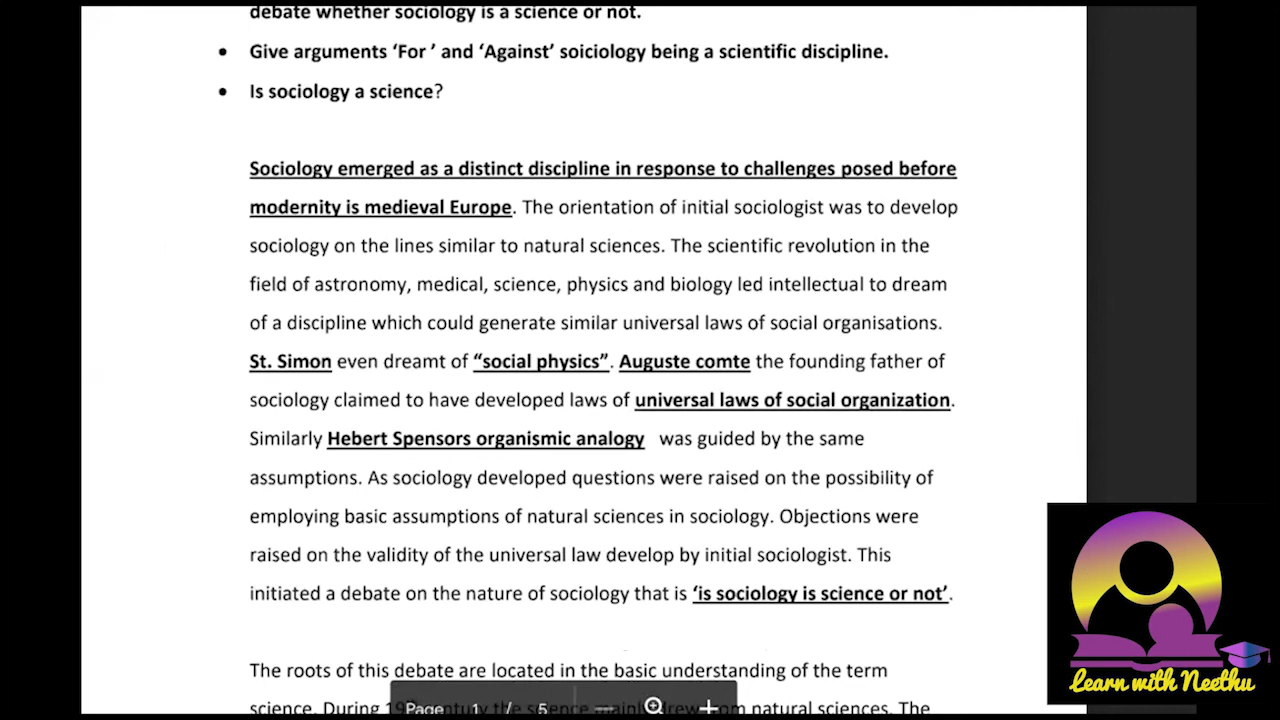 debate whether sociology is a science or not.
• Give arguments ‘For ’ and ‘Against’ soiciology being a scientific discipline.
• Is sociology a science?
Sociology emerged as a distinct discipline in response to challenges posed before
modernity is medieval Europe. The orientation of initial sociologist was to develop
sociology on the lines similar to natural sciences. The scientific revolution in the
field of astronomy, medical, science, physics and biology led intellectual to dream
of a discipline which could generate similar universal laws of social organisations.
St. Simon even dreamt of “social physics”. Auguste comte the founding father of
sociology claimed to have developed laws of universal laws of social organization.
Similarly Hebert Spensors organismic analogy was guided by the same
assumptions. As sociology developed questions were raised on the possibility of
employing basic assumptions of natural sciences in sociology. Objections were
raised on the validity of the universal law develop by initial sociologist. This
initiated a debate on the nature of sociology that is ‘is sociology is science or not’.
The roots of this debate are located in the basic understanding of the term
science. During the science natural sciences. The
Page 1 / 5
Learn with Neethu